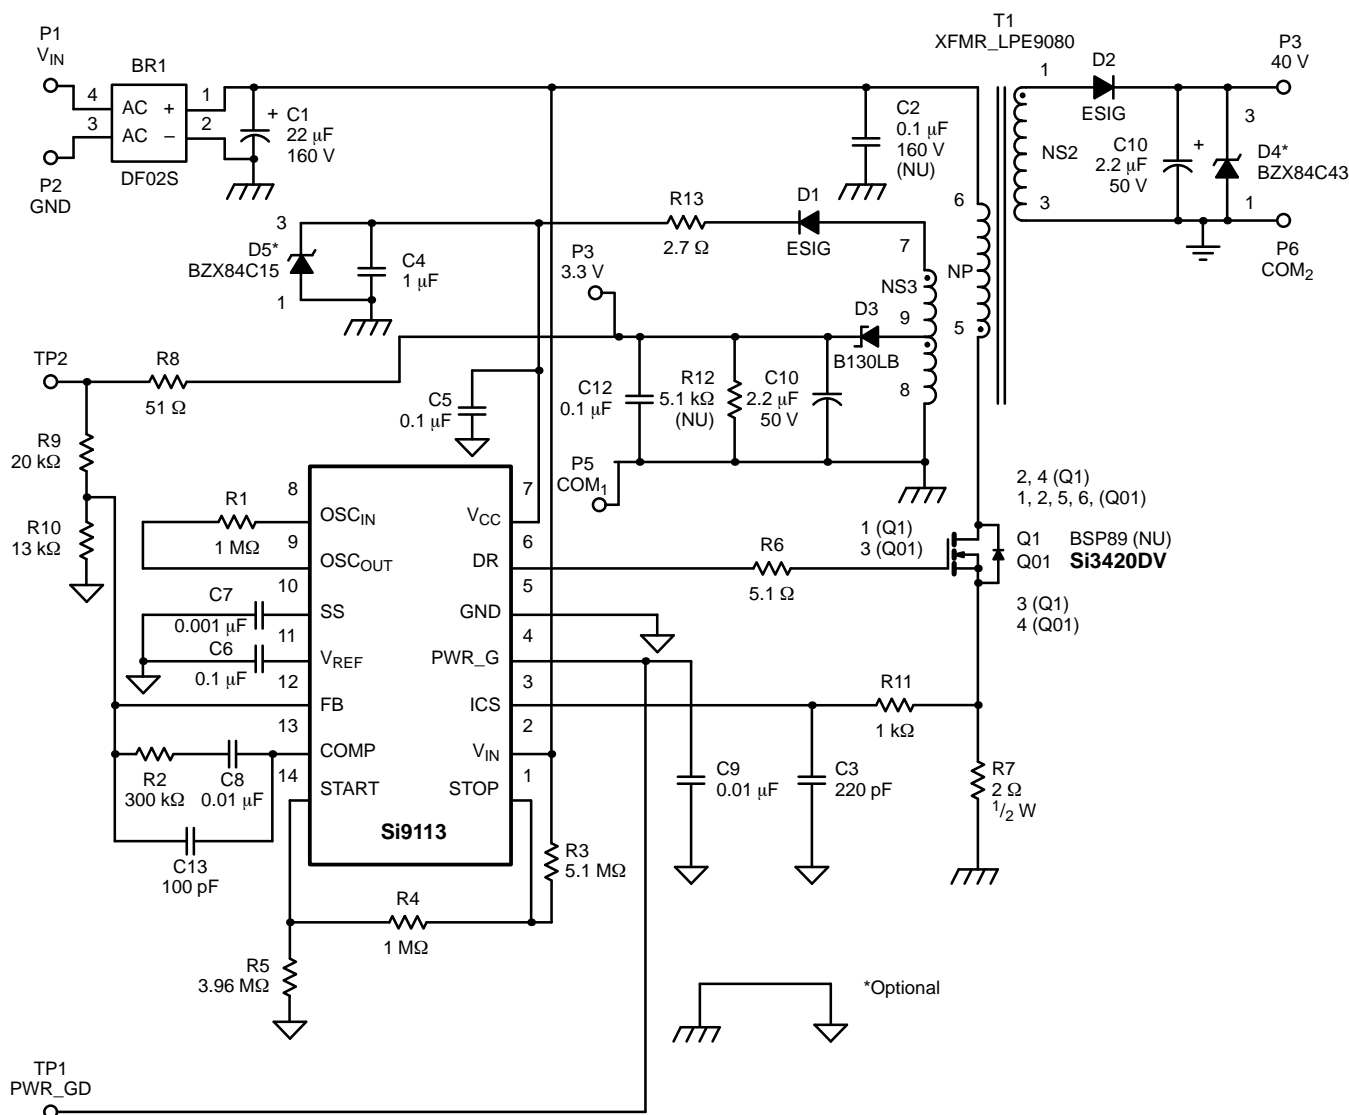 T1
XFMR_LPE9080
P1
VIN
BR1
4
AC
+
1
3
AC
–
2
DF02S
P2
GND
+
C1
22 µF
160 V
C2
0.1 µF
160 V
(NU)
1
D2
ESIG
P3
40 V
NS2
C10
2.2 µF
50 V
+
3
D4*
BZX84C43
1
3
P6
COM2
3
D5*
BZX84C15
1
C4
1 µF
R13
2.7 Ω
D1
ESIG
7
6
NS3
NP
9
5
8
P3
3.3 V
D3
B130LB
TP2
R8
51 Ω
C5
0.1 µF
C12
0.1 µF
R12
5.1 kΩ
(NU)
C10
2.2 µF
50 V
R9
20 kΩ
P5
COM1
R10
13 kΩ
2, 4 (Q1)
1, 2, 5, 6, (Q01)
1 (Q1)
3 (Q01)
Q1
BSP89 (NU)
Q01
Si3420DV
3 (Q1)
4 (Q01)
R1
1 MΩ
8
OSCIN
9
OSCOUT
10
SS
11
VREF
12
FB
13
COMP
14
START
7
VCC
6
DR
5
GND
4
PWR_G
3
ICS
2
VIN
1
STOP
Si9113
R6
5.1 Ω
C7
0.001 µF
C6
0.1 µF
R11
1 kΩ
R2
300 kΩ
C8
0.01 µF
C13
100 pF
C9
0.01 µF
C3
220 pF
R7
2 Ω
1/2 W
R3
5.1 MΩ
R4
1 MΩ
R5
3.96 MΩ
*Optional
TP1
PWR_GD